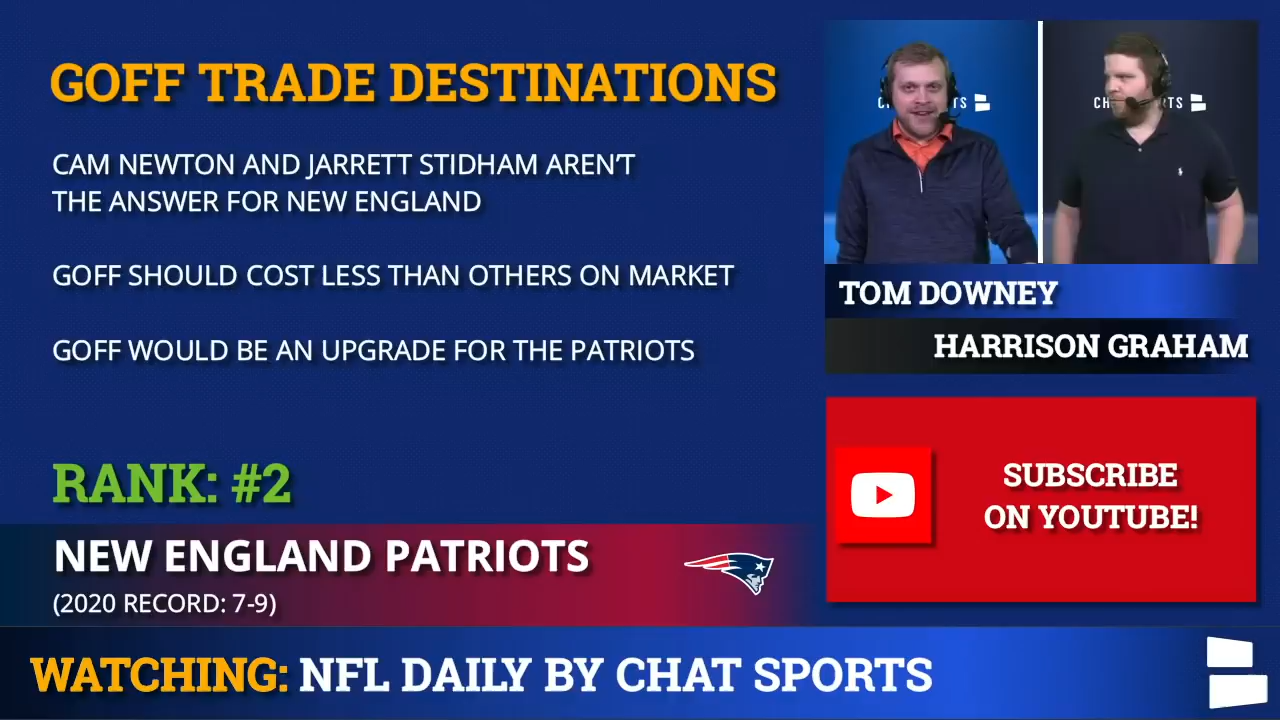 GOFF TRADE DESTINATIONS
CAM NEWTON AND JARRETT STIDHAM AREN'T
THE ANSWER FOR NEW ENGLAND
GOFF SHOULD COST LESS THAN OTHERS ON MARKET
GOFF WOULD BE AN UPGRADE FOR THE PATRIOTS
RANK: #2
NEW ENGLAND PATRIOTS
(2020 RECORD: 7-9)
TOM DOWNEY
HARRISON GRAHAM
SUBSCRIBE
ON YOUTUBE!
WATCHING: NFL DAILY BY CHAT SPORTS